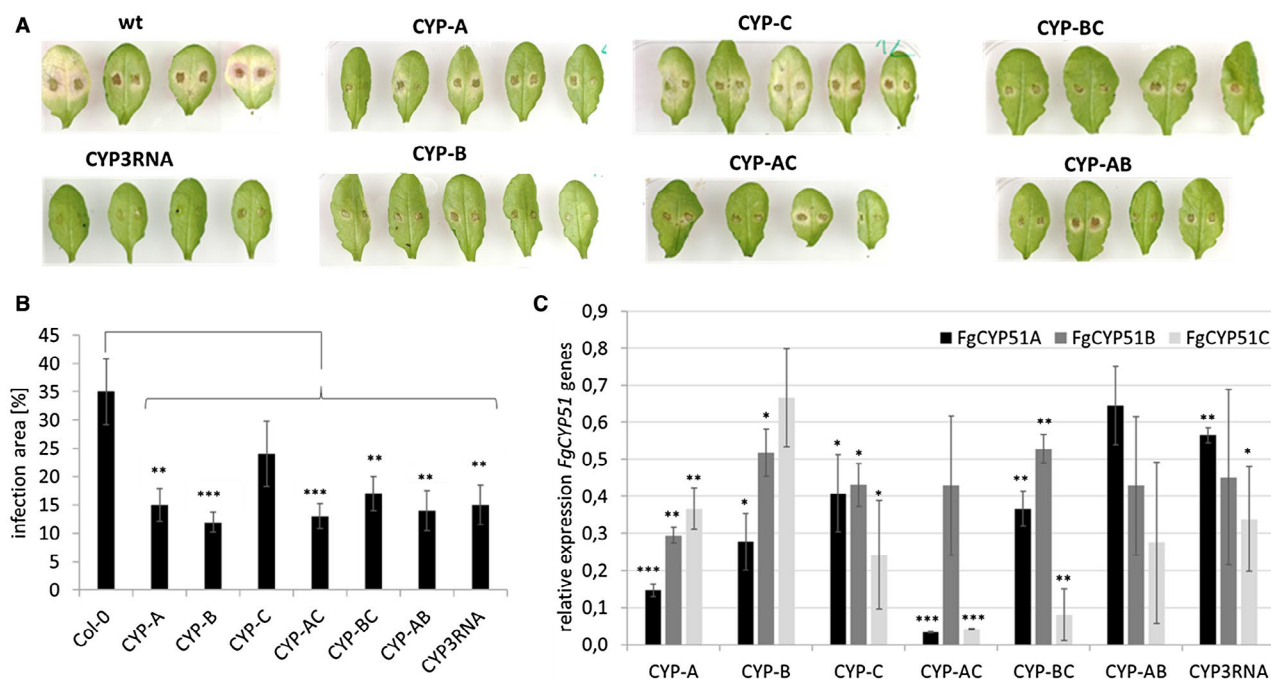 A
wt
CYP-A
CYP-C
CYP-BC
12
CYP3RNA
CYP-B
CYP-AC
CYP-AB
B
infection area [%]
45
40
35
30
25
20
15
10
5
0
** *** *** ** ** **
Col-0 CYP-A CYP-B CYP-C CYP-AC CYP-BC CYP-AB CYP3RNA
C
relative expression FgCYP51 genes
0,9
0,8
0,7
0,6
0,5
0,4
0,3
0,2
0,1
0,0
FgCYP51A FgCYP51B FgCYP51C
*** ** ** * * * * * *** *** ** ** ** ** *
CYP-A CYP-B CYP-C CYP-AC CYP-BC CYP-AB CYP3RNA